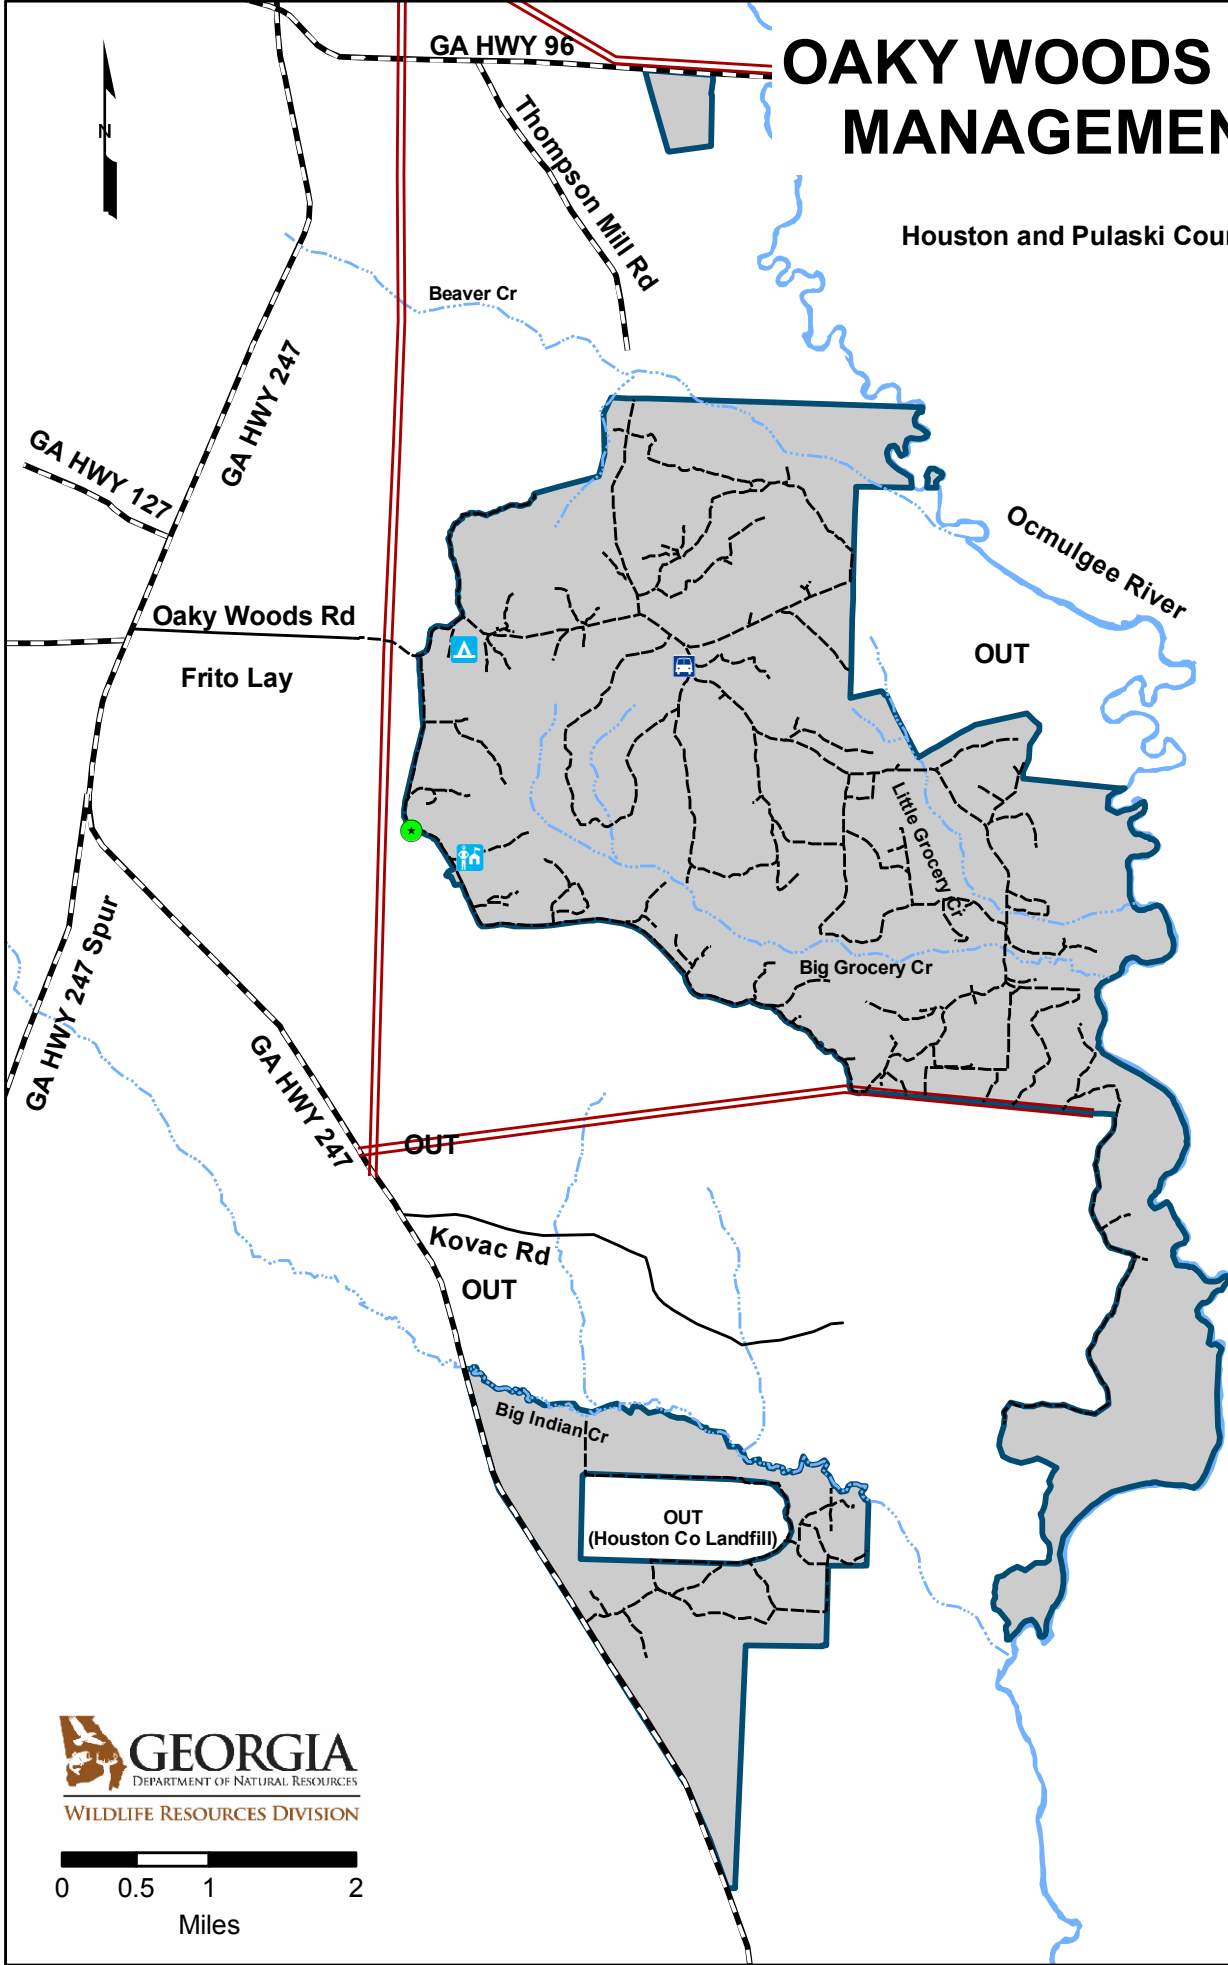 OAKY WOODS
MANAGEMEN
Houston and Pulaski Cou
GA HWY 96
N
Thompson Mill Rd
Beaver Cr
GA HWY 247
GA HWY 127
Ocmulgee River
Oaky Woods Rd
Frito Lay
OUT
Little Grocery Cr
Big Grocery Cr
GA HWY 247 Spur
GA HWY 247
OUT
Kovac Rd
OUT
Big Indian Cr
OUT
(Houston Co Landfill)
GEORGIA
DEPARTMENT OF NATURAL RESOURCES
WILDLIFE RESOURCES DIVISION
0 0.5 1 2
Miles